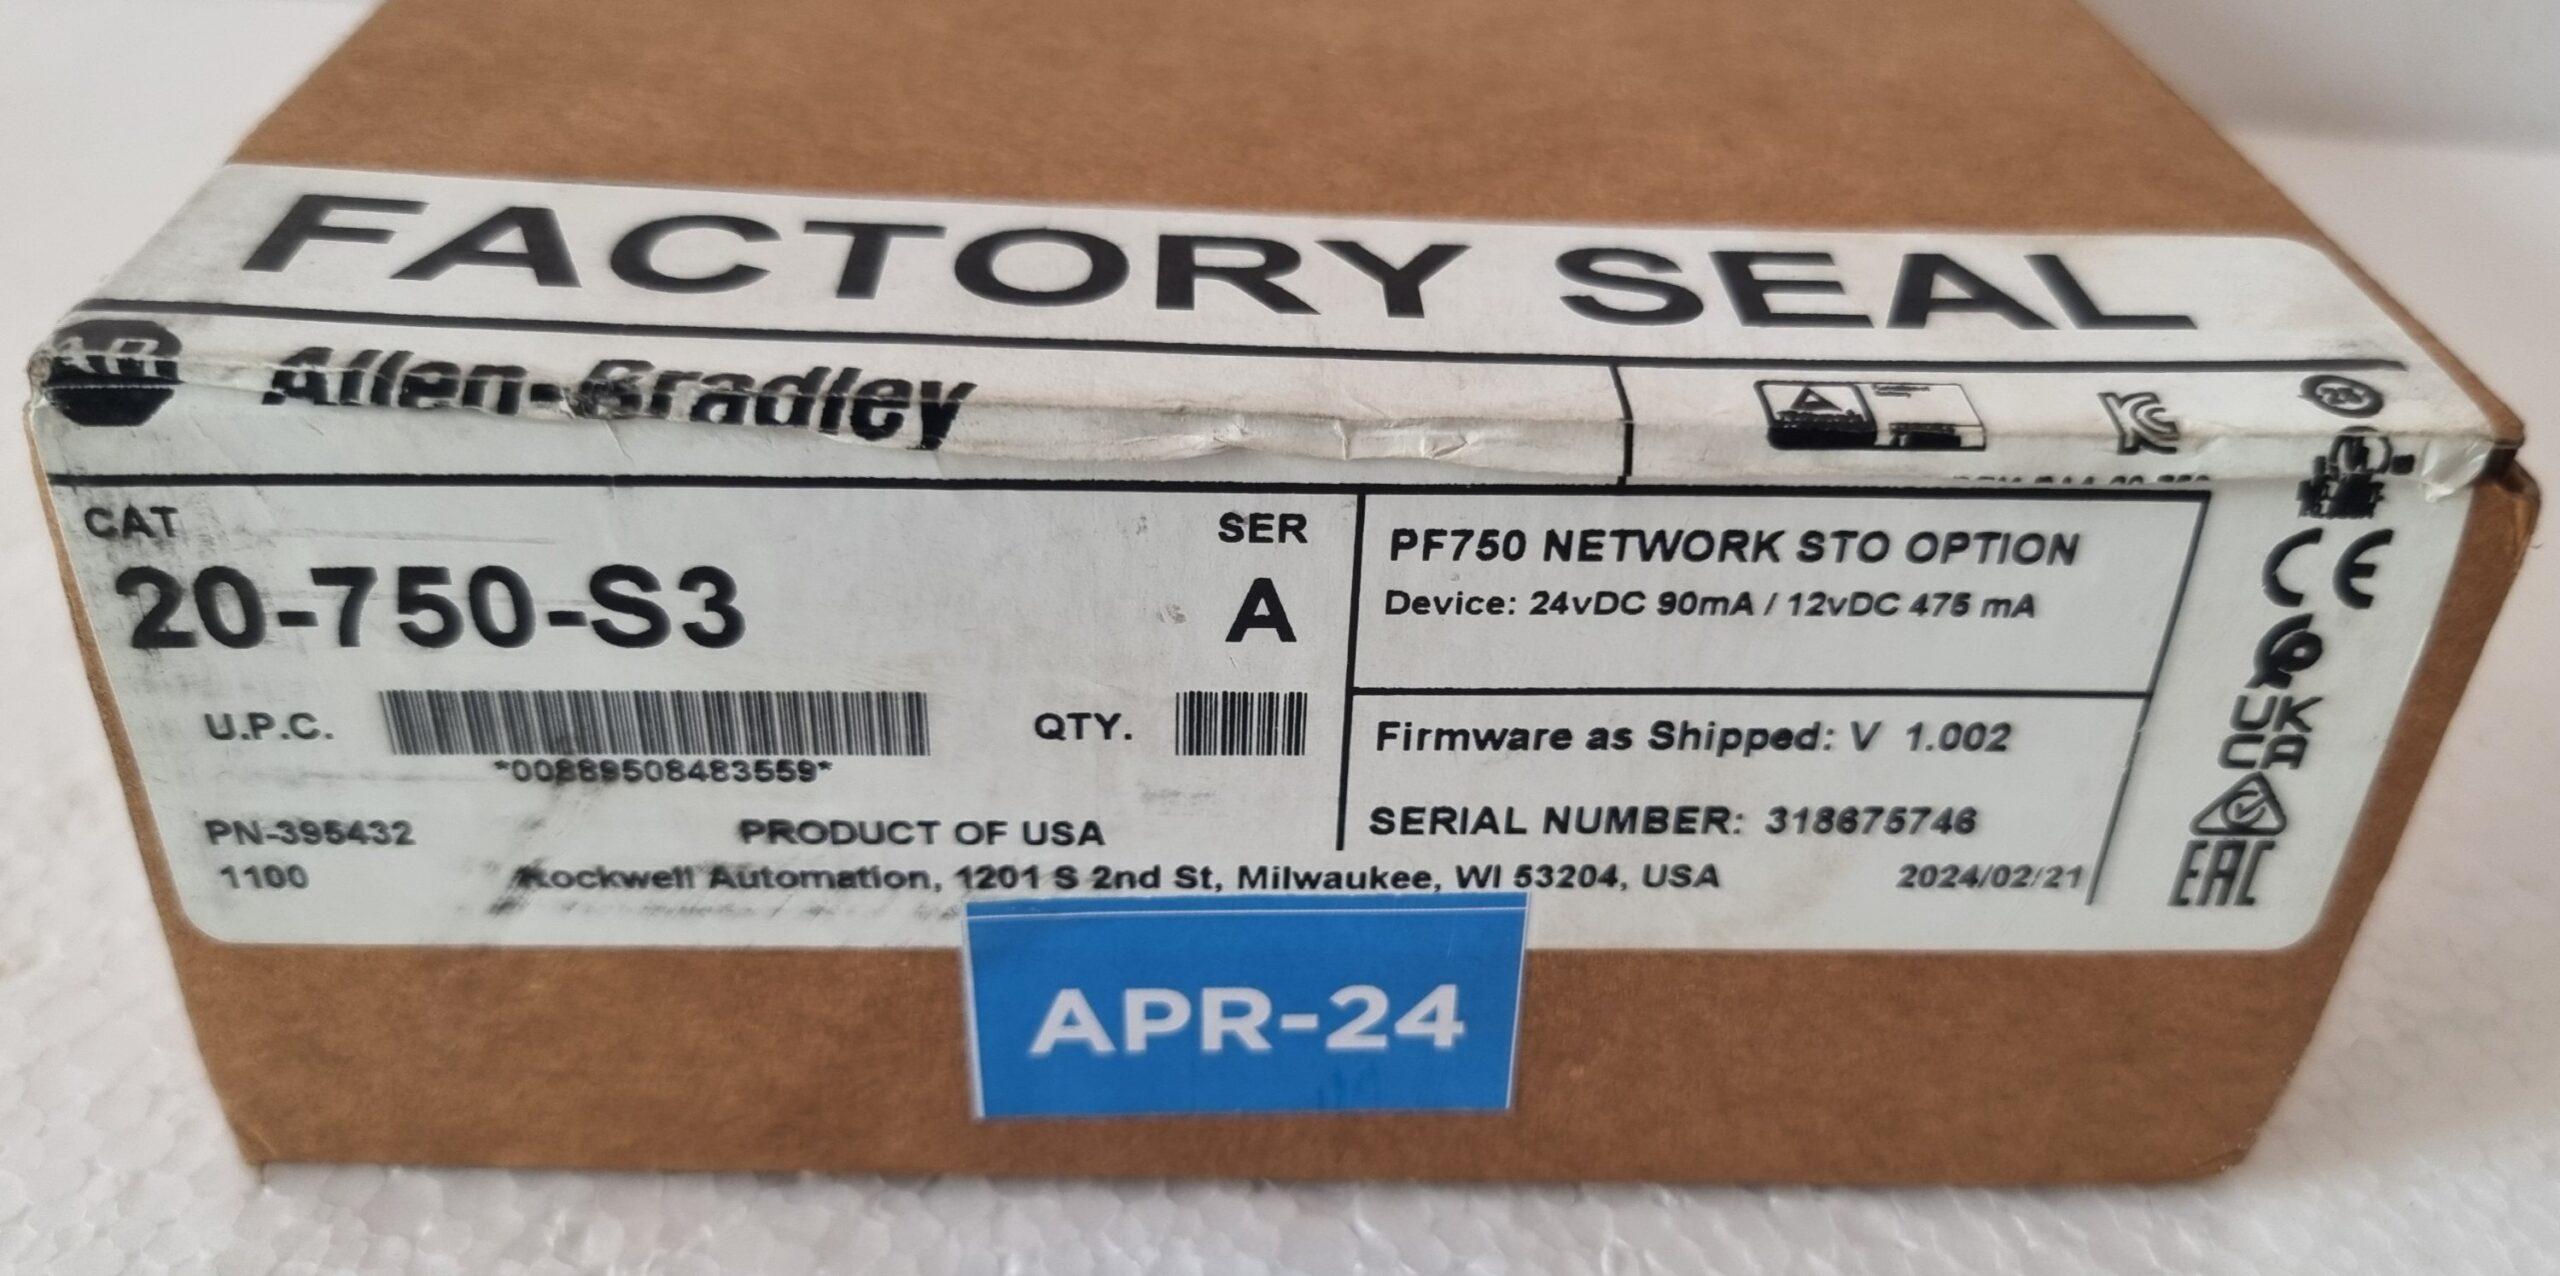 FACTORY SEAL
Allen-Bradley
CAT
SER
20-750-S3
A
PF750 NETWORK STO OPTION
Device: 24vDC 90mA / 12vDC 475 mA
U.P.C.
*00889508483559*
QTY.
Firmware as Shipped: V 1.002
SERIAL NUMBER: 318675746
PN-395432
PRODUCT OF USA
1100
Rockwell Automation, 1201 S 2nd St, Milwaukee, WI 53204, USA
2024/02/21
CE
UK
CA
EAC
APR-24